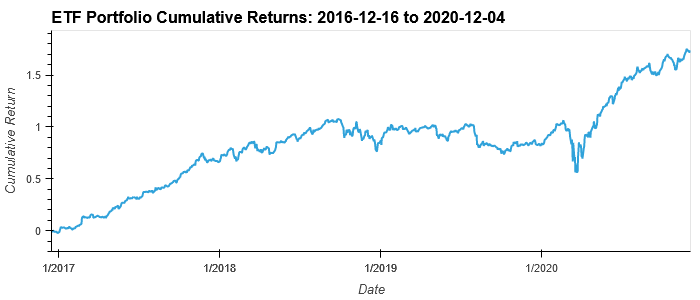 ETF Portfolio Cumulative Returns: 2016-12-16 to 2020-12-04
Cumulative Return
1.5
1
0.5
0
1/2017
1/2018
1/2019
1/2020
Date